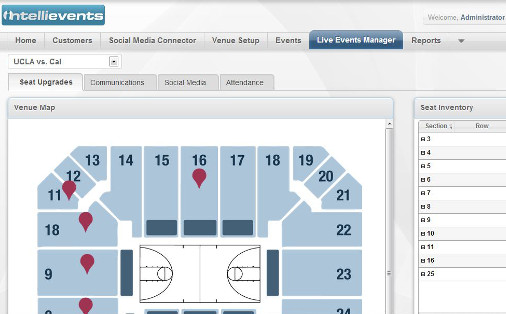 intellievents
Welcome, Administrator
Home Customers Social Media Connector Venue Setup Events Live Events Manager Reports
UCLA vs. Cal
Seat Upgrades Communications Social Media Attendance
Venue Map
Seat Inventory
Section Row
13 14 15 16 17 18 19
12 20
11 21
18 22
9 23
8 24
3
4
5
6
7
8
9
10
11
16
25